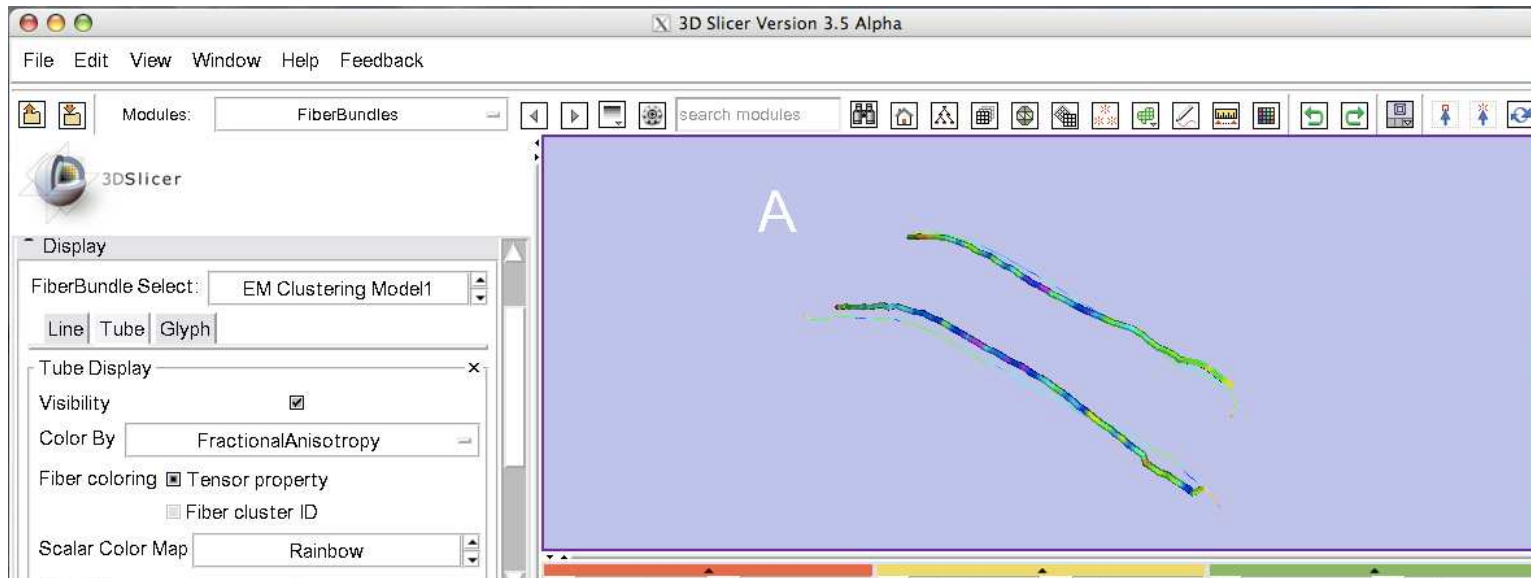 X 3D Slicer Version 3.5 Alpha
File Edit View Window Help Feedback
Modules: FiberBundles search modules
3DSlicer
A
Display
FiberBundle Select: EM Clustering Model1
Line Tube Glyph
Tube Display
Visibility
Color By FractionalAnisotropy
Fiber coloring Tensor property
Fiber cluster ID
Scalar Color Map Rainbow